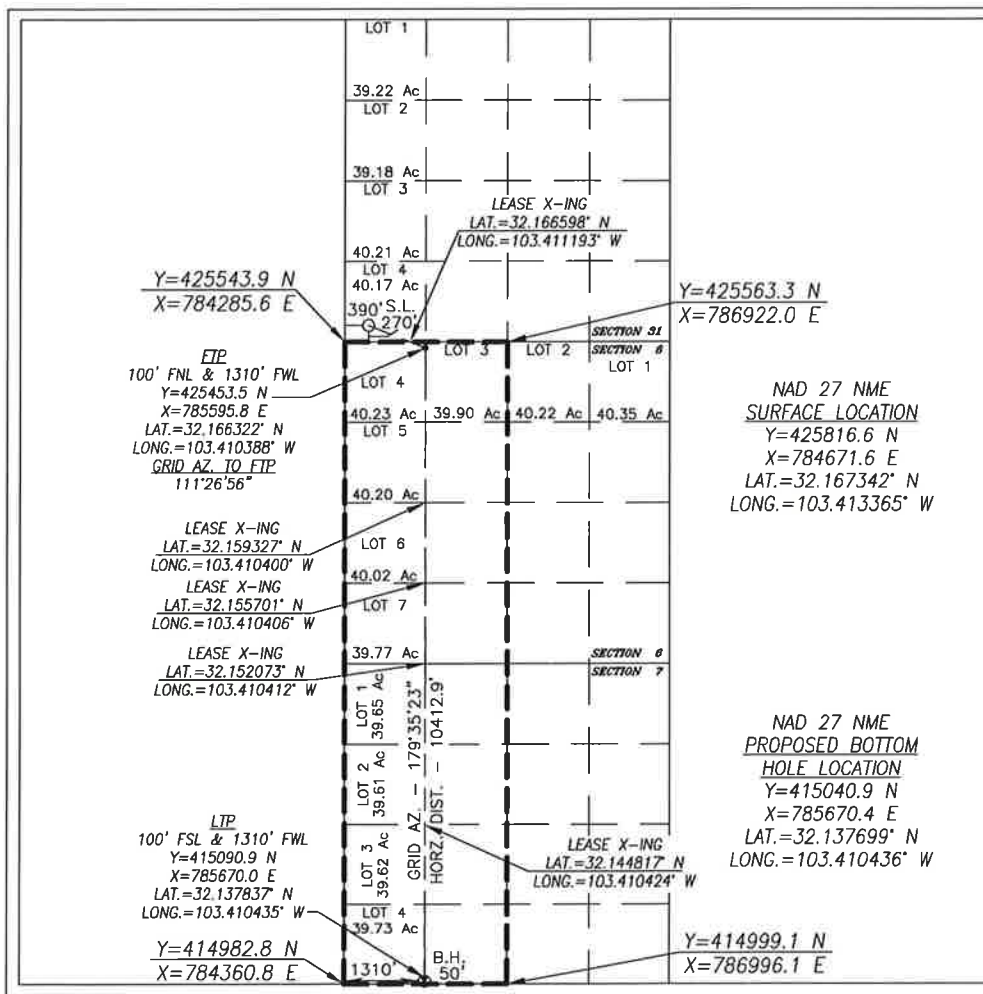 LOT 1
39.22 Ac
LOT 2
39.18 Ac
LOT 3
LEASE X-ING
LAT.=32.166598° N
LONG.=103.411193° W
40.21 Ac
LOT 4
40.17 Ac
Y=425543.9 N
X=784285.6 E
390' S.L.
270'
Y=425563.3 N
X=786922.0 E
SECTION 31
SECTION 6
LOT 3
LOT 2
LOT 1
LOT 4
FTP
100' FNL & 1310' FWL
Y=425453.5 N
X=785595.8 E
LAT.=32.166322° N
LONG.=103.410388° W
GRID AZ. TO FTP
111°26'56"
40.23 Ac
39.90 Ac
40.22 Ac
40.35 Ac
LOT 5
NAD 27 NME
SURFACE LOCATION
Y=425816.6 N
X=784671.6 E
LAT.=32.167342° N
LONG.=103.413365° W
40.20 Ac
LEASE X-ING
LAT.=32.159327° N
LONG.=103.410400° W
LOT 6
40.02 Ac
LEASE X-ING
LAT.=32.155701° N
LONG.=103.410406° W
LOT 7
39.77 Ac
LEASE X-ING
LAT.=32.152073° N
LONG.=103.410412° W
SECTION 6
SECTION 7
LOT 1
39.65 Ac
LOT 2
39.61 Ac
GRID AZ. - 179°35'23"
HORZ. DIST. - 10412.9'
NAD 27 NME
PROPOSED BOTTOM
HOLE LOCATION
Y=415040.9 N
X=785670.4 E
LAT.=32.137699° N
LONG.=103.410436° W
LTP
100' FSL & 1310' FWL
Y=415090.9 N
X=785670.0 E
LAT.=32.137837° N
LONG.=103.410435° W
LOT 3
39.62 Ac
LEASE X-ING
LAT.=32.144817° N
LONG.=103.410424° W
LOT 4
39.73 Ac
Y=414982.8 N
X=784360.8 E
1310'
B.H.
50'
Y=414999.1 N
X=786996.1 E